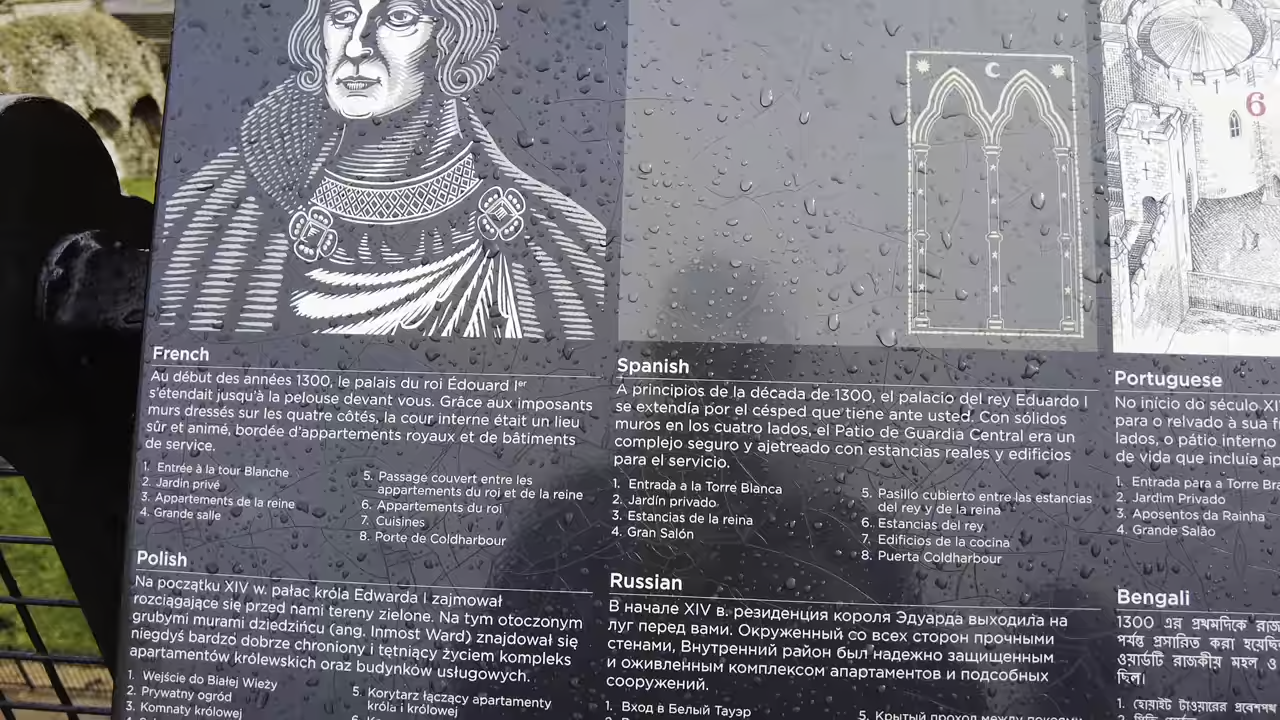 6
French
Au début des années 1300, le palais du roi Édouard Iᵉʳ
s'étendait jusqu'à la pelouse devant vous. Grâce aux imposants
murs dressés sur les quatre côtés, la cour interne était un lieu
sûr et animé, bordée d'appartements royaux et de bâtiments
de service.
1. Entrée à la tour Blanche
2. Jardin privé
3. Appartements de la reine
4. Grande salle
5. Passage couvert entre les
appartements du roi et de la reine
6. Appartements du roi
7. Cuisines
8. Porte de Coldharbour
Spanish
A principios de la década de 1300, el palacio del rey Eduardo I
se extendía por el césped que tiene ante usted. Con sólidos
muros en los cuatro lados, el Patio de Guardia Central era un
complejo seguro y ajetreado con estancias reales y edificios
para el servicio.
1. Entrada a la Torre Blanca
2. Jardín privado
3. Estancias de la reina
4. Gran Salón
5. Pasillo cubierto entre las estancias
del rey y de la reina
6. Estancias del rey
7. Edificios de la cocina
8. Puerta Coldharbour
Portuguese
No início do século
para o relvado à sua
lados, o pátio interno
de vida que incluía
1. Entrada para a Torre
2. Jardim Privado
3. Aposentos da Rainha
4. Grande Salão
Polish
Na początku XIV w. pałac króla Edwarda I zajmował
rozciągające się przed nami tereny zielone. Na tym otoczonym
grubymi murami dziedzińcu (ang. Inmost Ward) znajdował się
niegdyś bardzo dobrze chroniony i tętniący życiem kompleks
apartamentów królewskich oraz budynków usługowych.
1. Wejście do Białej Wieży
2. Prywatny ogród
3. Komnaty królowej
5. Korytarz łączący apartamenty
króla i królowej
Russian
В начале XIV в. резиденция короля Эдуарда выходила на
луг перед вами. Окруженный со всех сторон прочными
стенами, Внутренний район был надежно защищенным
и оживленным комплексом апартаментов и подсобных
сооружений.
1. Вход в Белый Тауэр
5. Крытый проход между покоями
Bengali
1300 এর প্রথমদিকে
পর্যন্ত প্রসারিত করা
ওয়ার্ডটি রাজকীয় মহল ও
ছিল।
1. হোয়াইট টাওয়ারের প্রবেশপথ